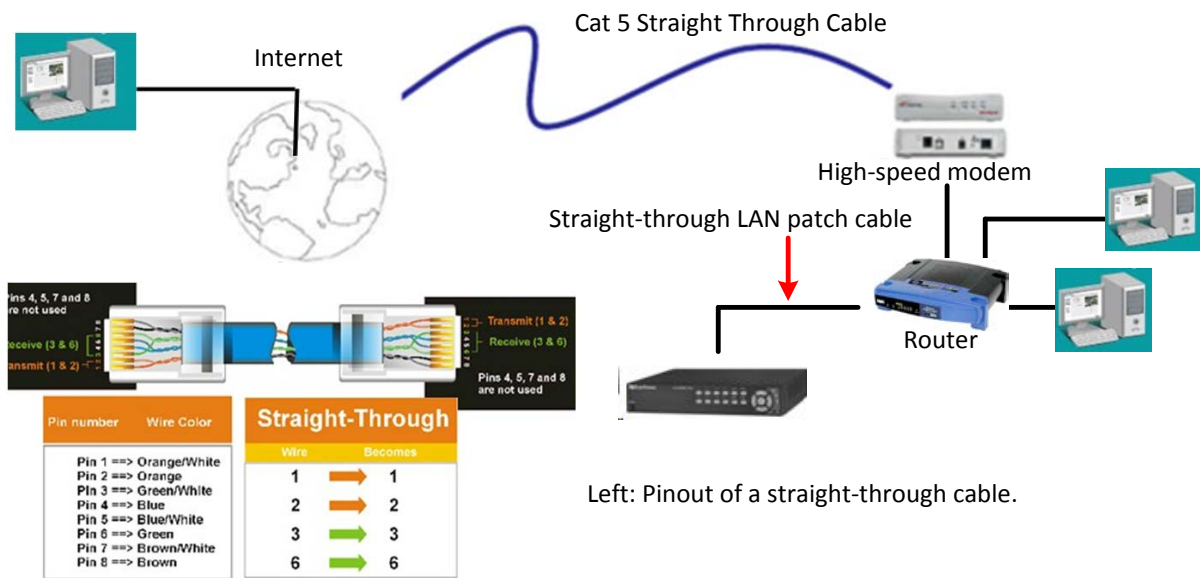 Cat 5 Straight Through Cable
Internet
High-speed modem
Straight-through LAN patch cable
Router
Pins 4, 5, 7 and 8
are not used
Receive (3 & 6)
Transmit (1 & 2)
Transmit (1 & 2)
Receive (3 & 6)
Pins 4, 5, 7 and 8
are not used
Pin number Wire Color
Pin 1 ==> Orange/White
Pin 2 ==> Orange
Pin 3 ==> Green/White
Pin 4 ==> Blue
Pin 5 ==> Blue/White
Pin 6 ==> Green
Pin 7 ==> Brown/White
Pin 8 ==> Brown
Straight-Through
Wire Becomes
1 1
2 2
3 3
6 6
Left: Pinout of a straight-through cable.